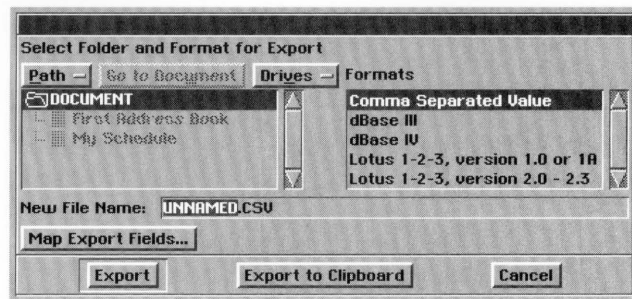 Select Folder and Format for Export
Path Go to Document Drives Formats
DOCUMENT
First Address Book
My Schedule
Comma Separated Value
dBase III
dBase IV
Lotus 1-2-3, version 1.0 or 1A
Lotus 1-2-3, version 2.0 - 2.3
New File Name: UNNAMED.CSV
Map Export Fields...
Export Export to Clipboard Cancel